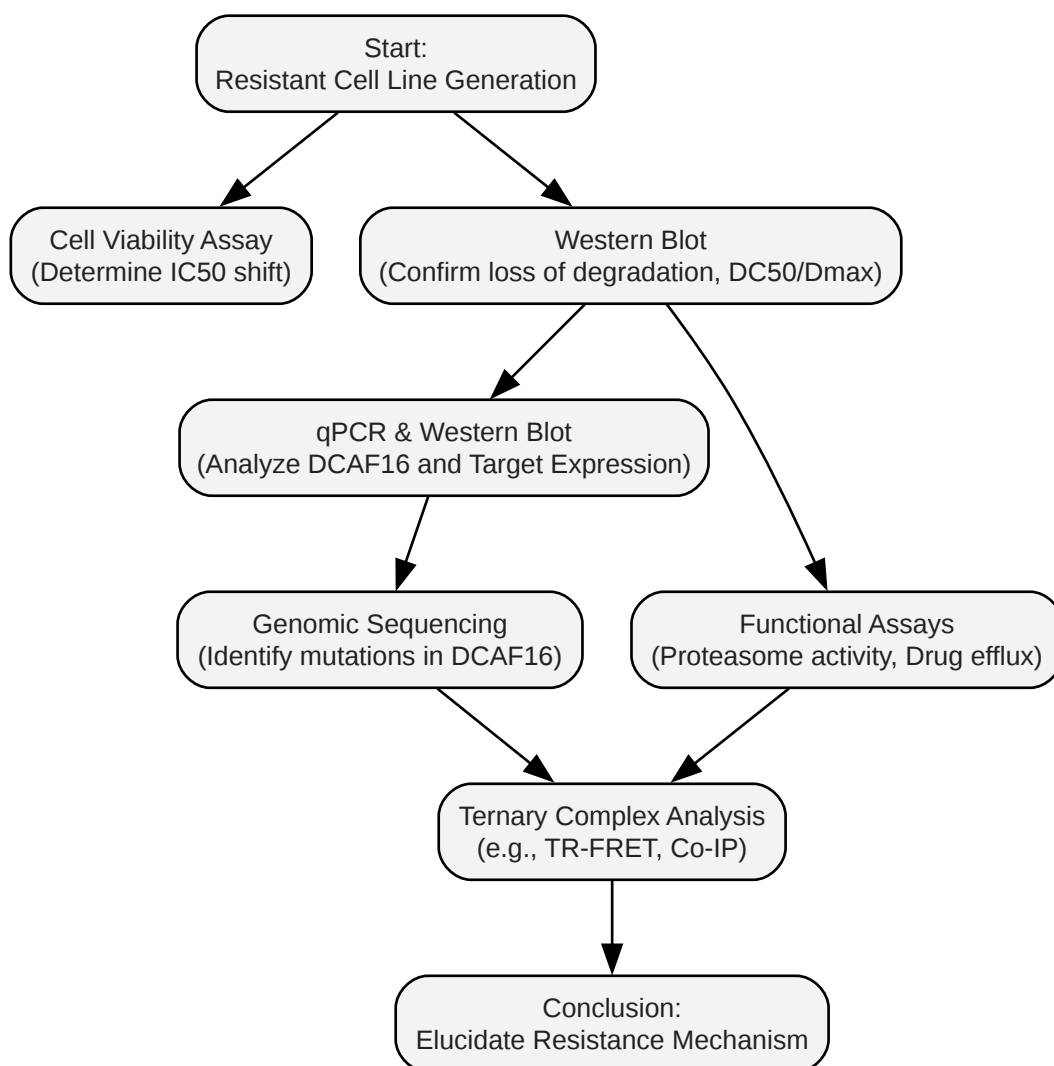 Start:
Resistant Cell Line Generation
Cell Viability Assay
(Determine IC50 shift)
Western Blot
(Confirm loss of degradation, DC50/Dmax)
qPCR & Western Blot
(Analyze DCAF16 and Target Expression)
Genomic Sequencing
(Identify mutations in DCAF16)
Functional Assays
(Proteasome activity, Drug efflux)
Ternary Complex Analysis
(e.g., TR-FRET, Co-IP)
Conclusion:
Elucidate Resistance Mechanism